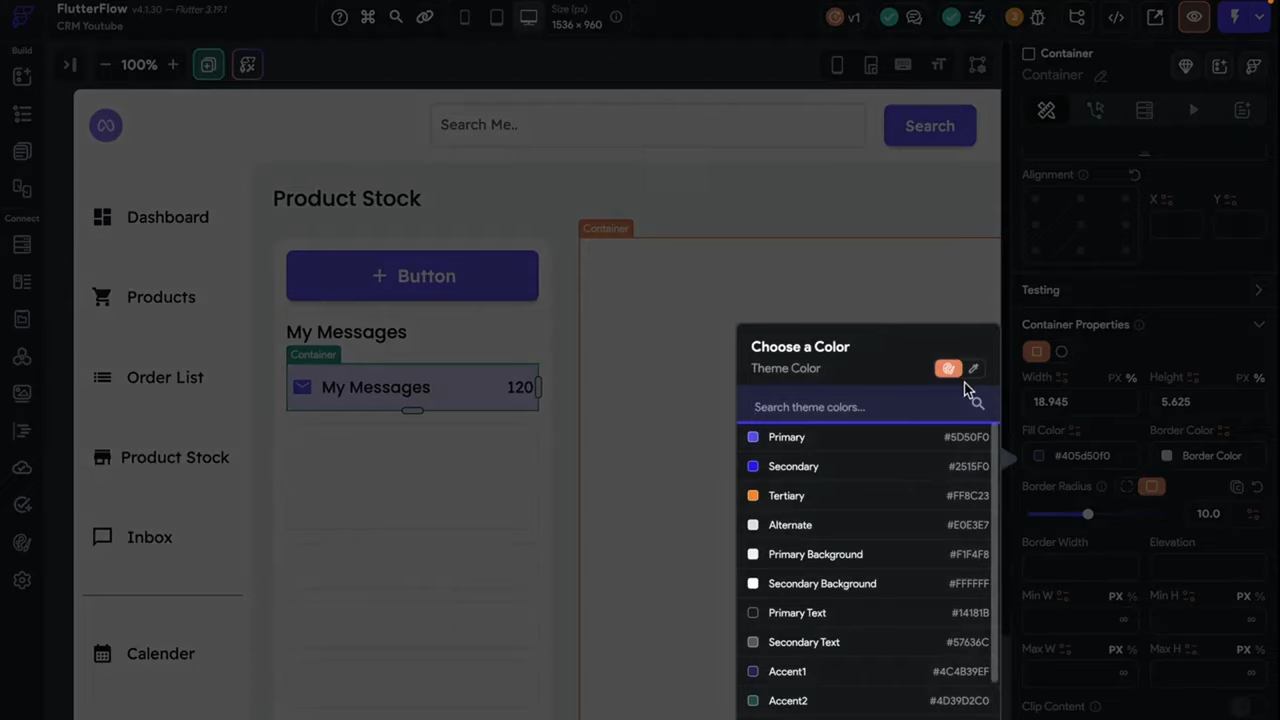 FlutterFlow v4.1.30 - Flutter 3.19.1
CRM Youtube
Size (px)
1536 × 960
v1
3
Build
Connect
100%
Search Me..
Search
Dashboard
Products
Order List
Product Stock
Inbox
Calender
Product Stock
+ Button
My Messages
Container
My Messages 120
Container
Choose a Color
Theme Color
Search theme colors...
Primary #5D50F0
Secondary #2515F0
Tertiary #FF8C23
Alternate #E0E3E7
Primary Background #F1F4F8
Secondary Background #FFFFFF
Primary Text #14181B
Secondary Text #57636C
Accent1 #4C4B39EF
Accent2 #4D39D2C0
Container
Container
Alignment X Y
Testing
Container Properties
Width PX % Height PX %
18.945 5.625
Fill Color Border Color
#405d50f0 Border Color
Border Radius
10.0
Border Width Elevation
Min W PX % Min H PX %
∞ ∞
Max W PX % Max H PX %
∞ ∞
Clip Content